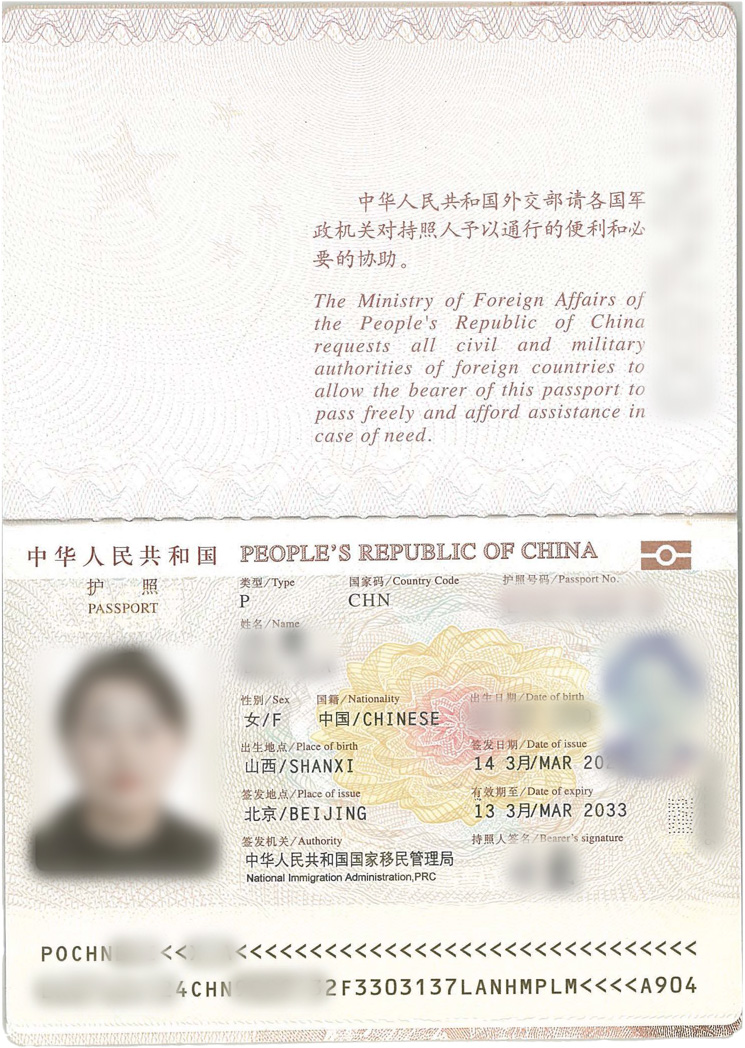 中华人民共和国外交部请各国军
政机关对持照人予以通行的便利和必
要的协助。
The Ministry of Foreign Affairs of
the People's Republic of China
requests all civil and military
authorities of foreign countries to
allow the bearer of this passport to
pass freely and afford assistance in
case of need.
中华人民共和国 PEOPLE'S REPUBLIC OF CHINA
护 照
PASSPORT
类型/Type 国家码/Country Code 护照号码/Passport No.
P CHN
姓名/Name
性别/Sex 国籍/Nationality 出生日期/Date of birth
女/F 中国/CHINESE
出生地点/Place of birth 签发日期/Date of issue
山西/SHANXI 14 3月/MAR 202
签发地点/Place of issue 有效期至/Date of expiry
北京/BEIJING 13 3月/MAR 2033
签发机关/Authority 持照人签名/Bearer's signature
中华人民共和国国家移民管理局
National Immigration Administration,PRC
POCHN <<<<<<<<<<<<<<<<<<<<<<<<<<<
4CHN 2F3303137LANHMPLM<<<<A904